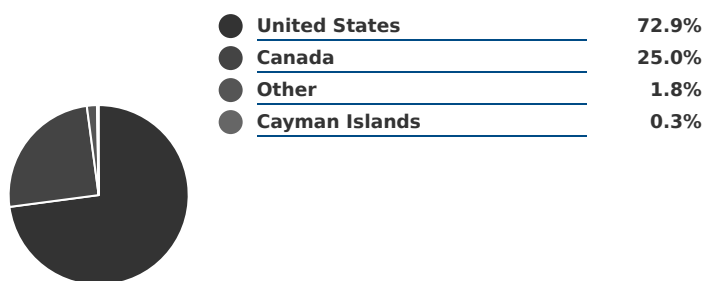 United States 72.9%
Canada 25.0%
Other 1.8%
Cayman Islands 0.3%